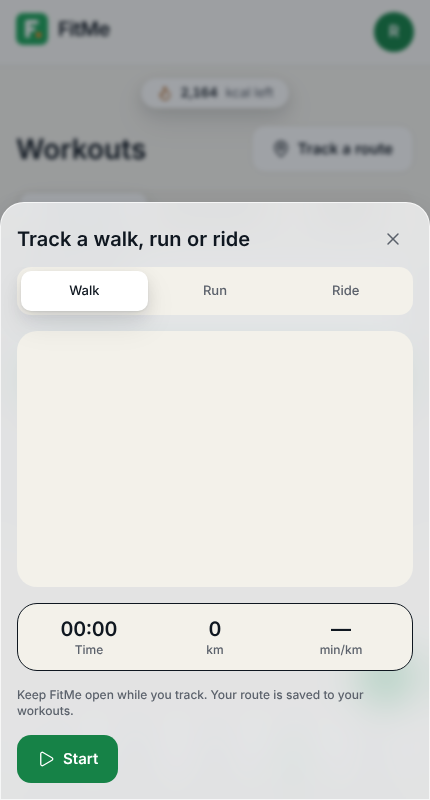 FitMe
R
2,164 kcal left
Workouts
Track a route
Track a walk, run or ride
Walk
Run
Ride
00:00
0
—
Time
km
min/km
Keep FitMe open while you track. Your route is saved to your
workouts.
Start